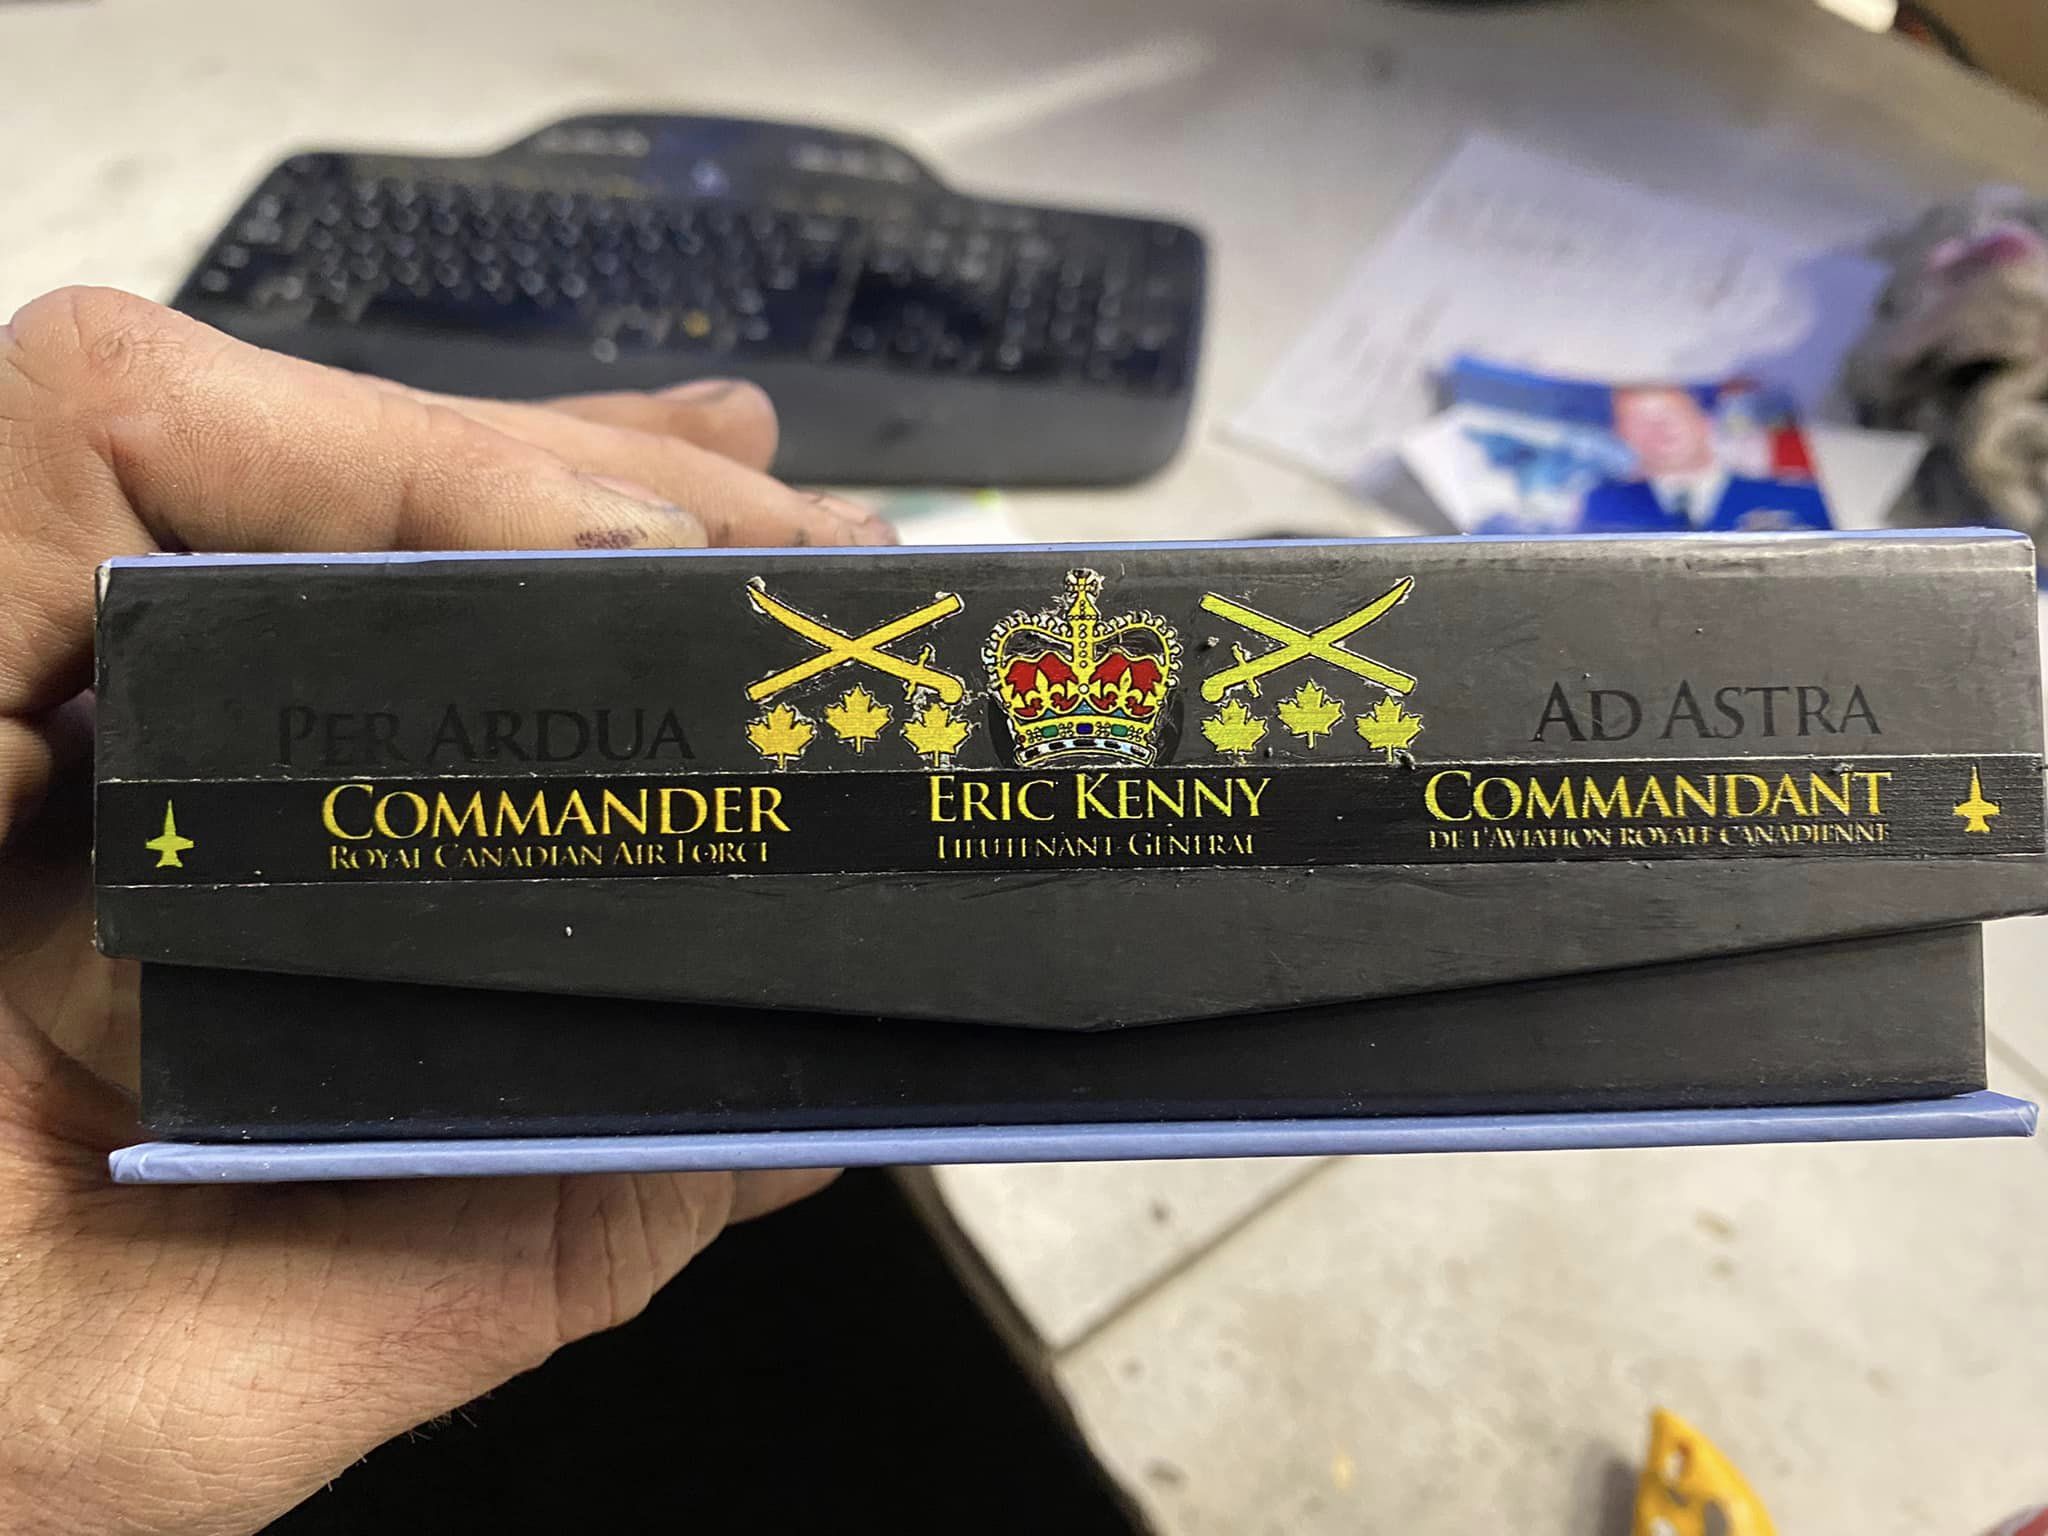 PER ARDUA
AD ASTRA
COMMANDER
ROYAL CANADIAN AIR FORCE
ERIC KENNY
LIEUTENANT-GENERAL
COMMANDANT
DE L'AVIATION ROYALE CANADIENNE